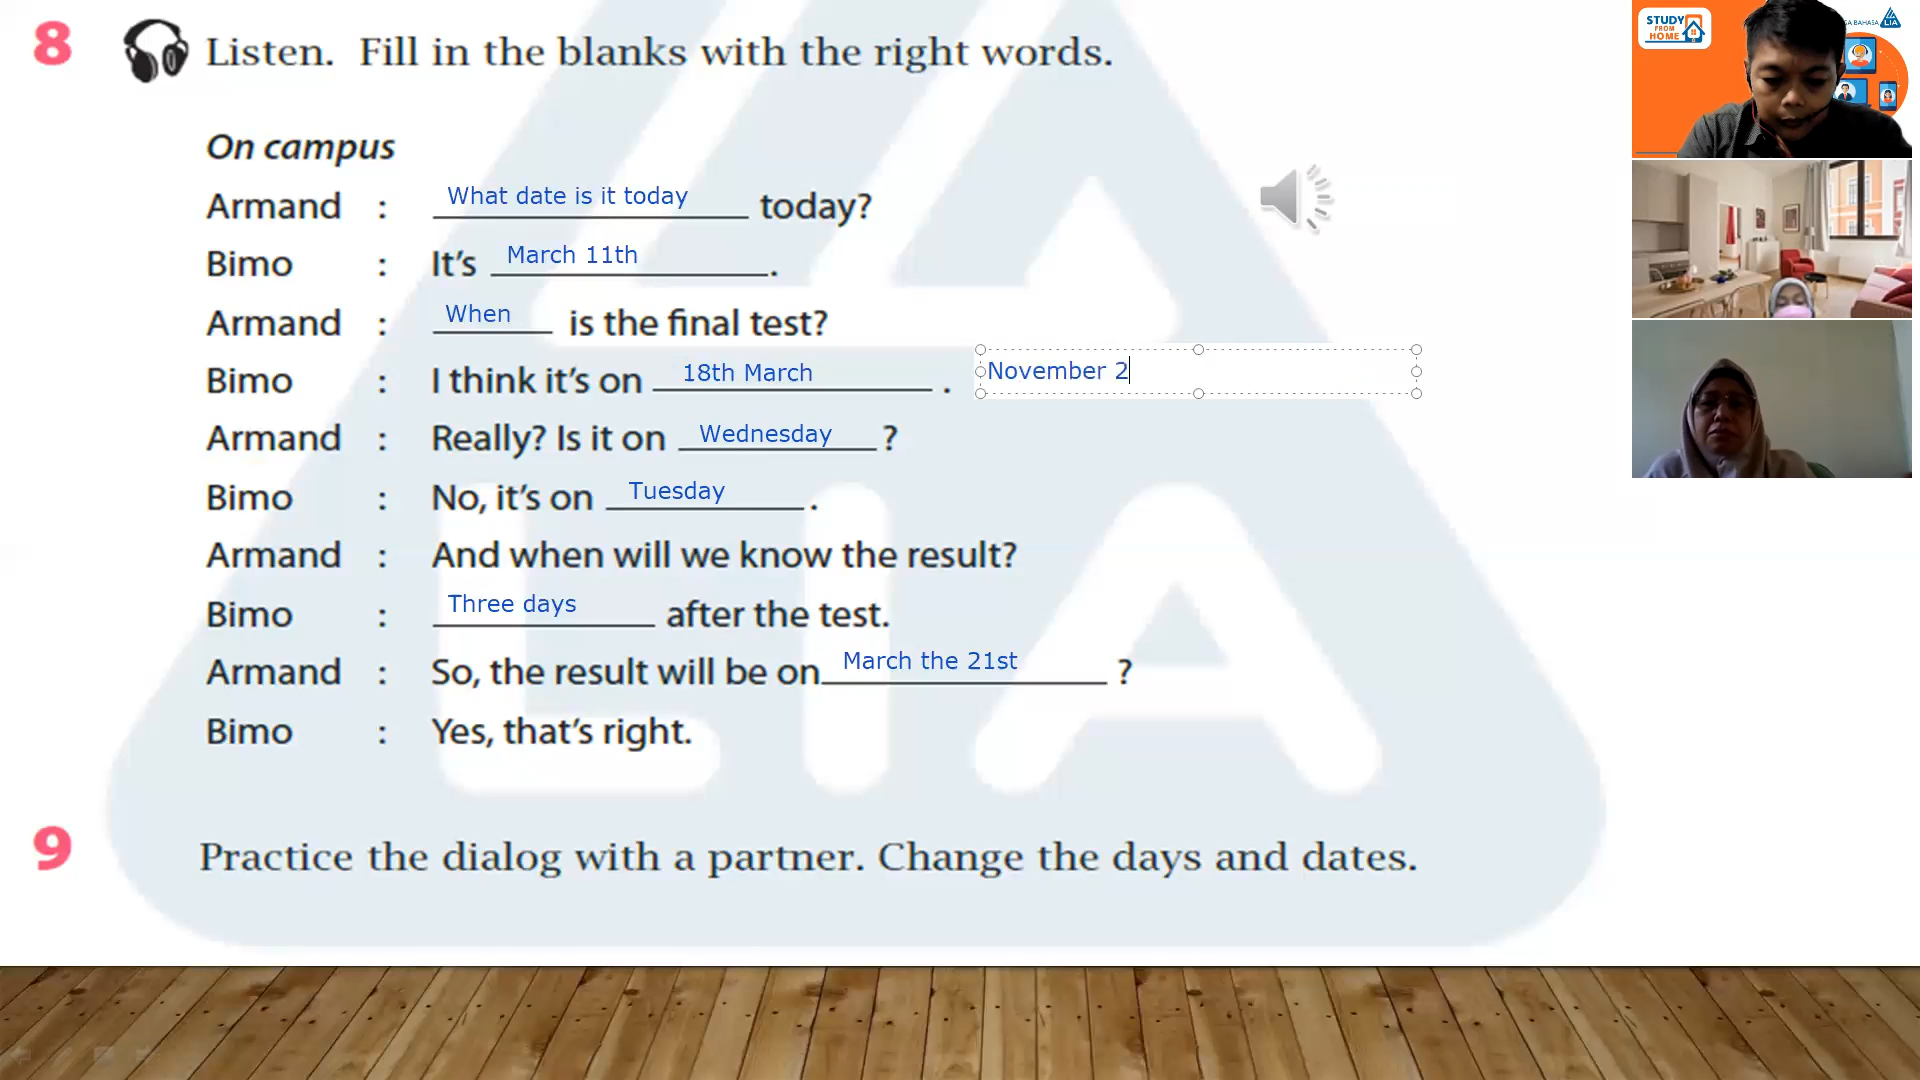 8 Listen. Fill in the blanks with the right words.
On campus
Armand : What date is it today today?
Bimo : It's March 11th.
Armand : When is the final test?
Bimo : I think it's on 18th March. November 2
Armand : Really? Is it on Wednesday?
Bimo : No, it's on Tuesday.
Armand : And when will we know the result?
Bimo : Three days after the test.
Armand : So, the result will be on March the 21st?
Bimo : Yes, that's right.
9 Practice the dialog with a partner. Change the days and dates.
LIA
STUDY
FROM
HOME
BAHASA
LIA